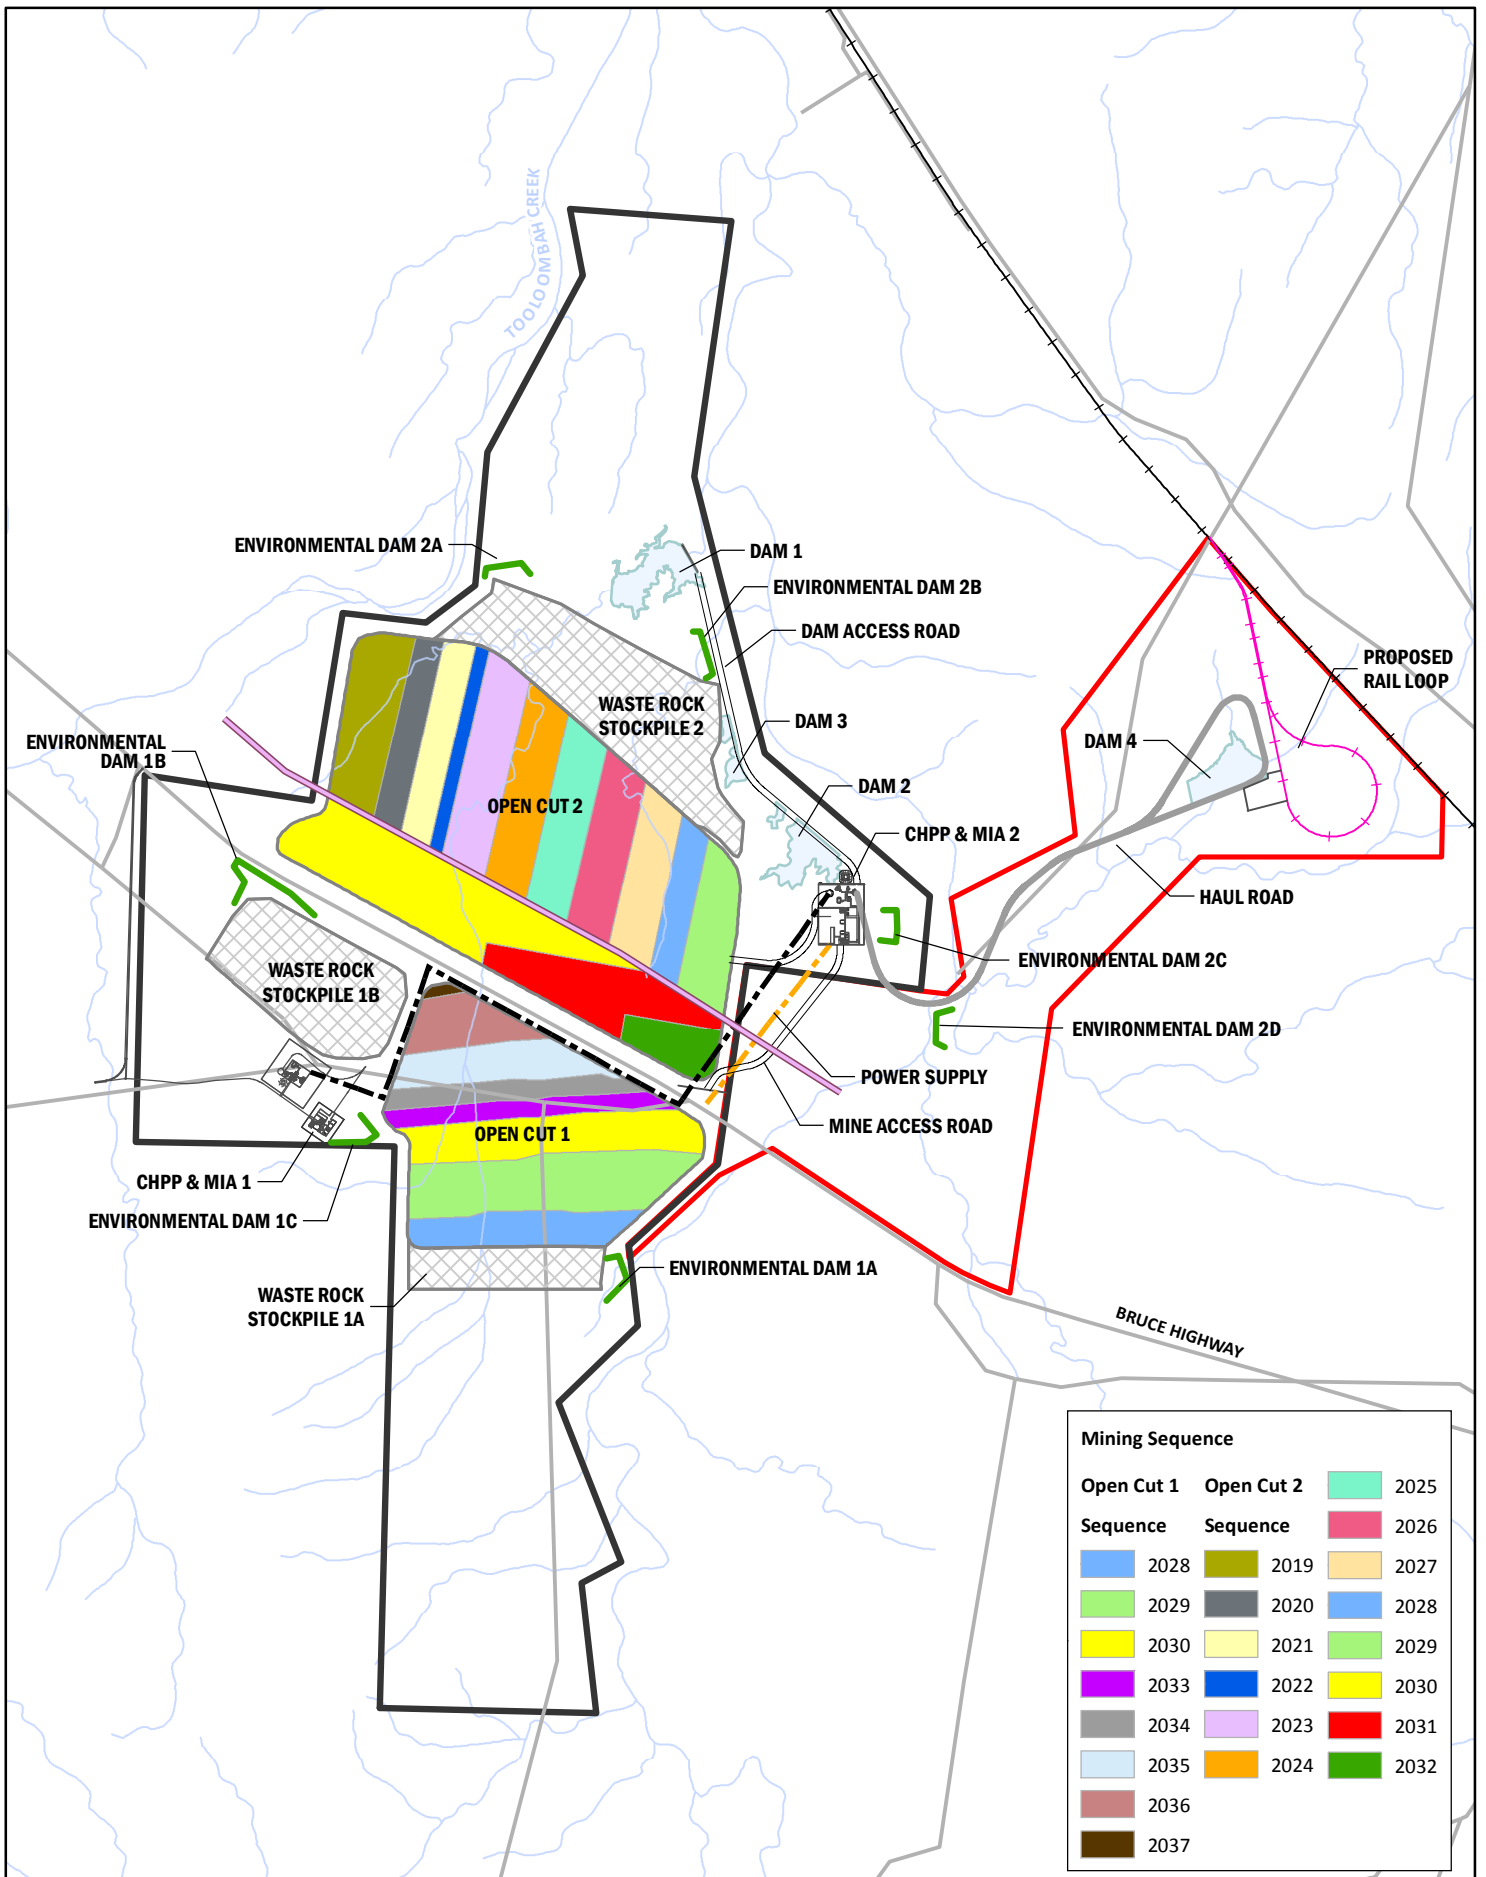 TOOLOOMBAH CREEK
ENVIRONMENTAL DAM 2A
DAM 1
ENVIRONMENTAL DAM 2B
DAM ACCESS ROAD
PROPOSED
RAIL LOOP
WASTE ROCK
STOCKPILE 2
DAM 3
ENVIRONMENTAL
DAM 1B
DAM 4
DAM 2
OPEN CUT 2
CHPP & MIA 2
HAUL ROAD
WASTE ROCK
STOCKPILE 1B
ENVIRONMENTAL DAM 2C
ENVIRONMENTAL DAM 2D
POWER SUPPLY
MINE ACCESS ROAD
OPEN CUT 1
CHPP & MIA 1
ENVIRONMENTAL DAM 1C
ENVIRONMENTAL DAM 1A
WASTE ROCK
STOCKPILE 1A
BRUCE HIGHWAY
Mining Sequence
Open Cut 1 Open Cut 2 2025
Sequence Sequence 2026
2028 2019 2027
2029 2020 2028
2030 2021 2029
2033 2022 2030
2034 2023 2031
2035 2024 2032
2036
2037